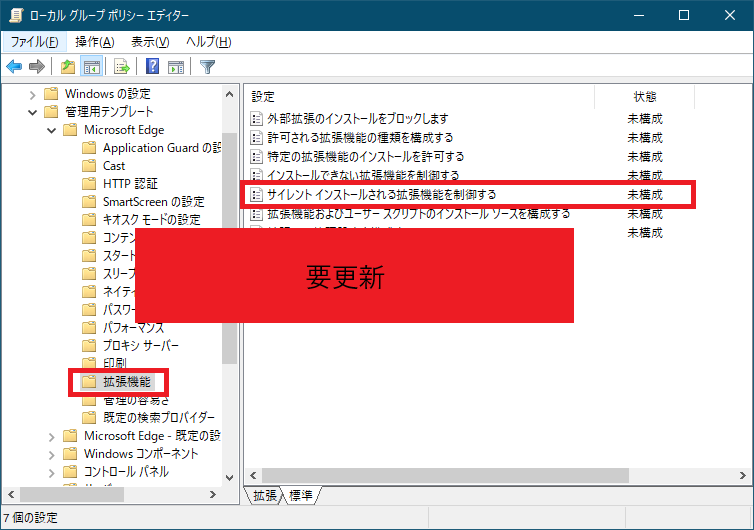 ローカル グループ ポリシー エディター
ファイル(F) 操作(A) 表示(V) ヘルプ(H)
Windows の設定
管理用テンプレート
Microsoft Edge
Application Guard の設
Cast
HTTP 認証
SmartScreen の設定
キオスク モードの設定
コンテン
スタート
スリープ
ネイティ
パスワー
パフォーマンス
プロキシ サーバー
印刷
拡張機能
管理の容易さ
既定の検索プロバイダー
Microsoft Edge - 既定の設
Windows コンポーネント
コントロール パネル
設定 状態
外部拡張のインストールをブロックします 未構成
許可される拡張機能の種類を構成する 未構成
特定の拡張機能のインストールを許可する 未構成
インストールできない拡張機能を制御する 未構成
サイレント インストールされる拡張機能を制御する 未構成
拡張機能およびユーザー スクリプトのインストール ソースを構成する 未構成
未構成
要更新
拡張 標準
7 個の設定